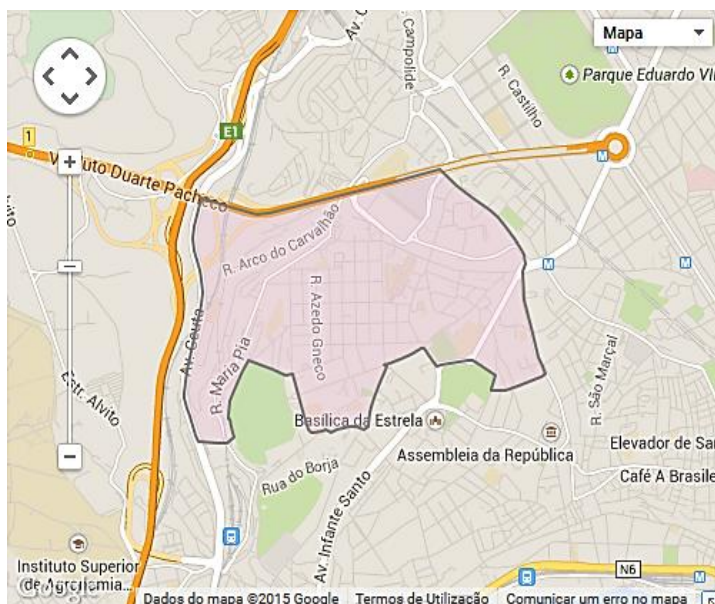 Mapa
Av. C
R. Campolide
R. Castilho
Parque Eduardo VII
E1
1
Viaduto Duarte Pacheco
M
R. Arco do Carvalhão
R. Azedo Gneco
Av. Ceuta
R. Maria Pia
M
M
Estr. Alvito
R. São Marçal
Basílica da Estrela
Assembleia da República
Elevador de San
Café A Brasile
Rua do Borja
Av. Infante Santo
Instituto Superior
de Agronomia...
N6
M
Google
Dados do mapa ©2015 Google
Termos de Utilização
Comunicar um erro no mapa